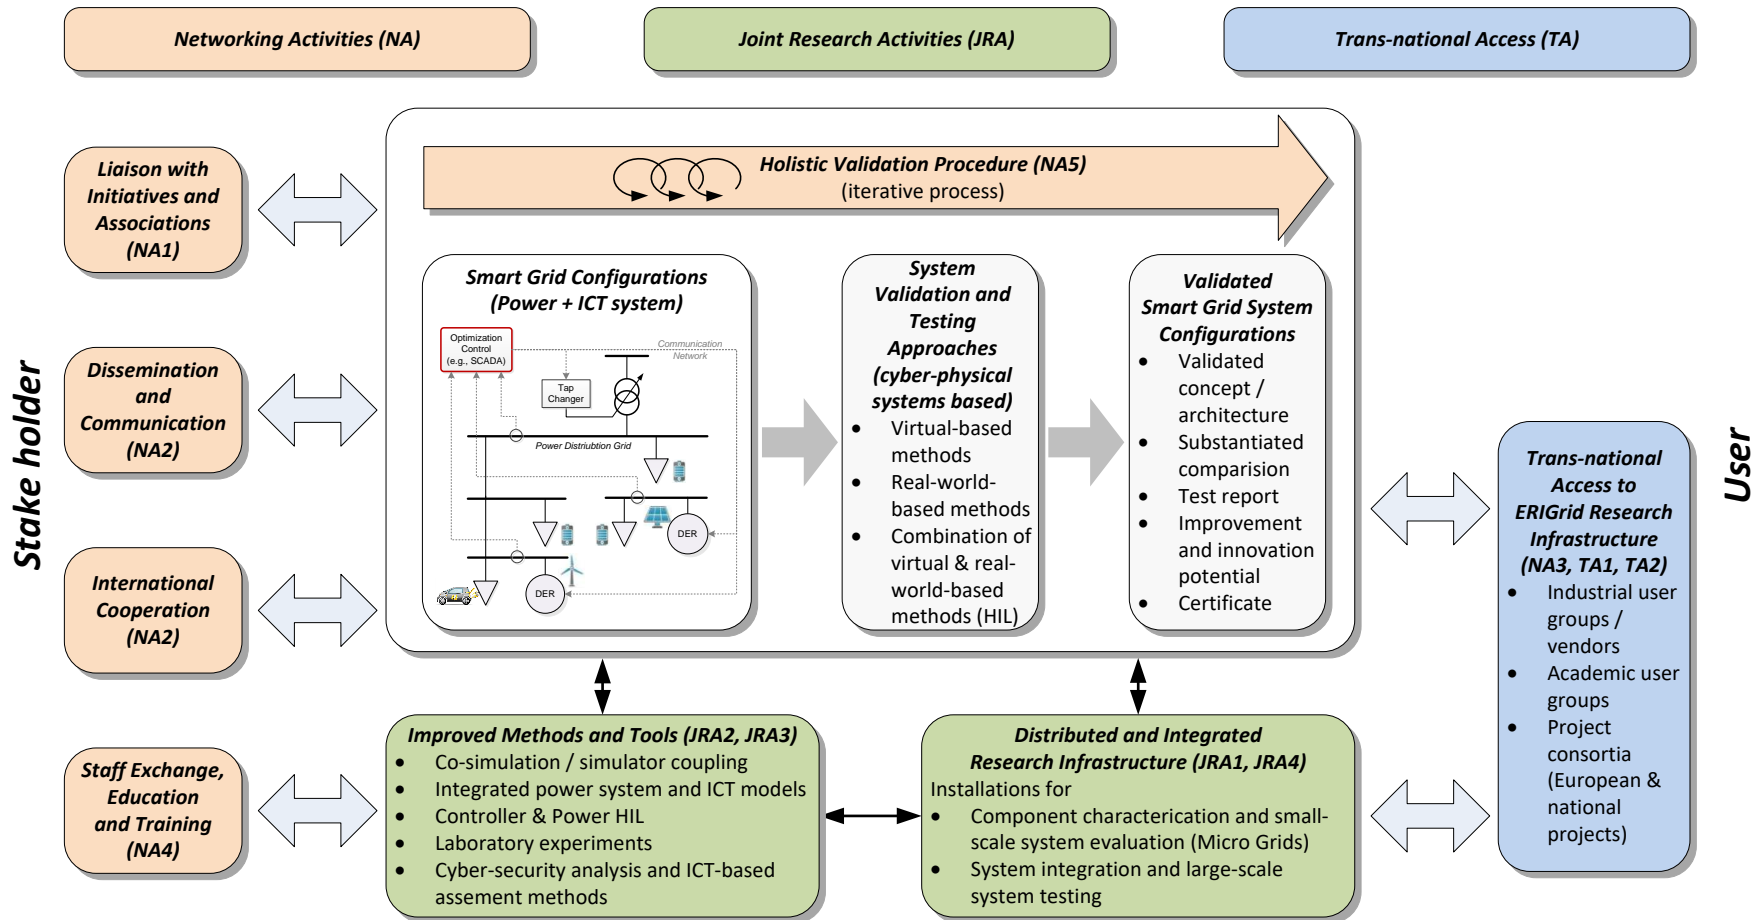 Networking Activities (NA)
Joint Research Activities (JRA)
Trans-national Access (TA)
Stake holder
Liaison with
Initiatives and
Associations
(NA1)
Dissemination
and
Communication
(NA2)
International
Cooperation
(NA2)
Staff Exchange,
Education
and Training
(NA4)
Holistic Validation Procedure (NA5)
(iterative process)
Smart Grid Configurations
(Power + ICT system)
Optimization
Control
(e.g., SCADA)
Communication
Network
Tap
Changer
Power Distriubtion Grid
DER
DER
System
Validation and
Testing
Approaches
(cyber-physical
systems based)
• Virtual-based
methods
• Real-world-
based methods
• Combination of
virtual & real-
world-based
methods (HIL)
Validated
Smart Grid System
Configurations
• Validated
concept /
architecture
• Substantiated
comparision
• Test report
• Improvement
and innovation
potential
• Certificate
Improved Methods and Tools (JRA2, JRA3)
• Co-simulation / simulator coupling
• Integrated power system and ICT models
• Controller & Power HIL
• Laboratory experiments
• Cyber-security analysis and ICT-based
assement methods
Distributed and Integrated
Research Infrastructure (JRA1, JRA4)
Installations for
• Component characterication and small-
scale system evaluation (Micro Grids)
• System integration and large-scale
system testing
Trans-national
Access to
ERIGrid Research
Infrastructure
(NA3, TA1, TA2)
• Industrial user
groups /
vendors
• Academic user
groups
• Project
consortia
(European &
national
projects)
User